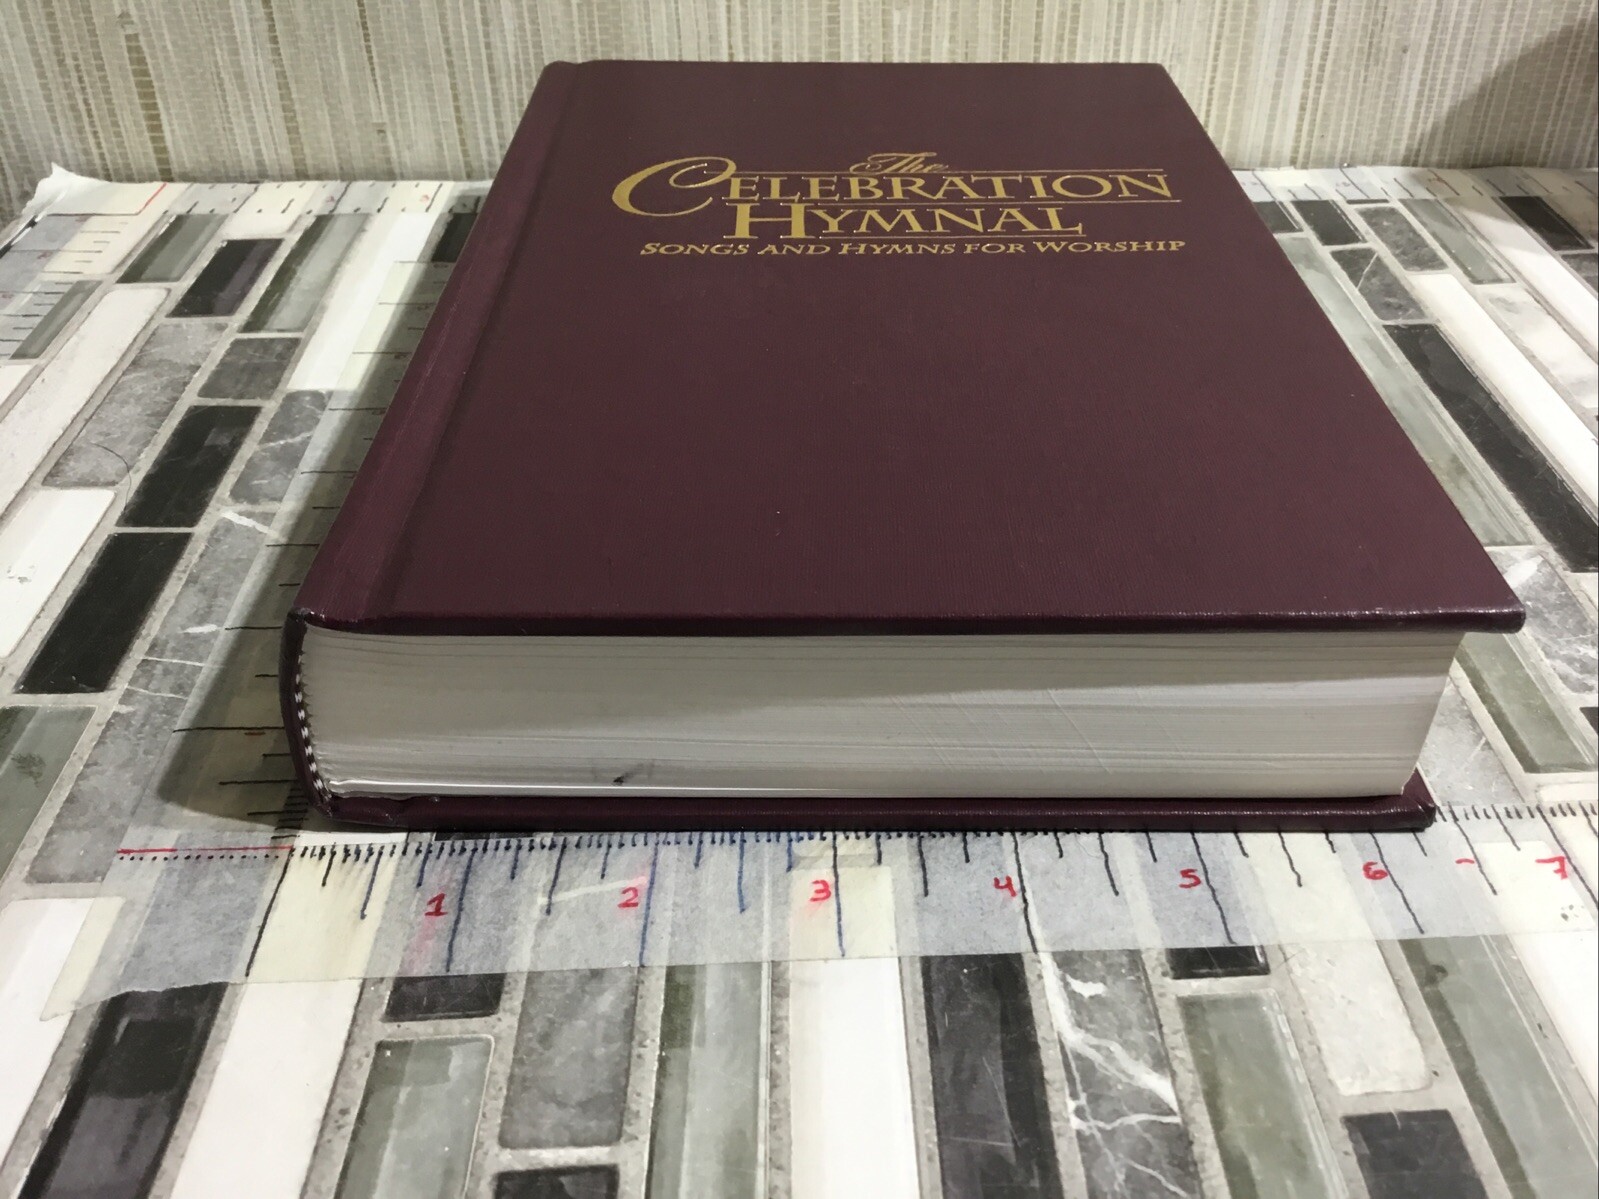 The
CELEBRATION
HYMNAL
SONGS AND HYMNS FOR WORSHIP
1 2 3 4 5 6 7